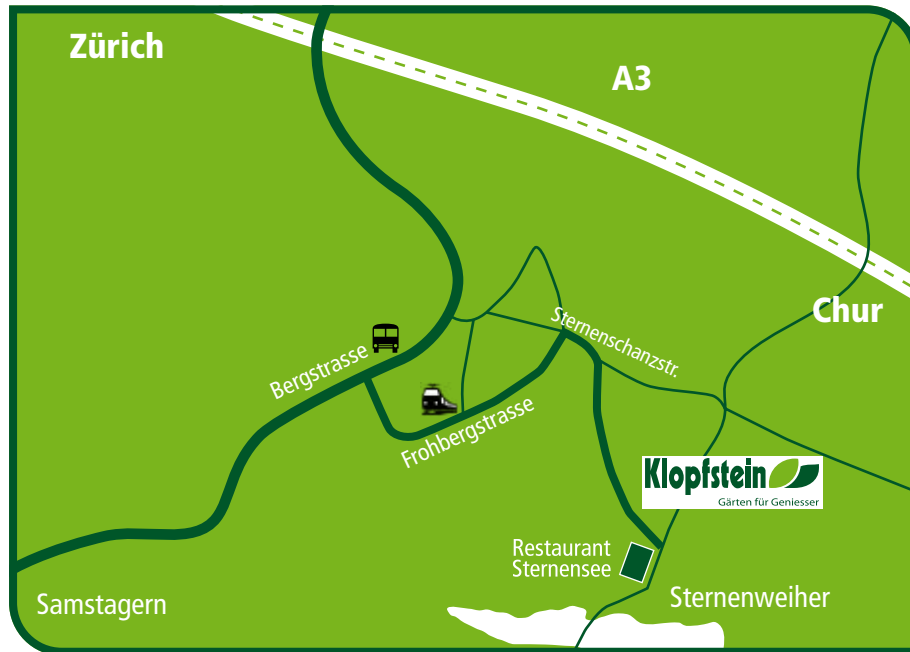 Zürich
A3
Chur
Sternenschanzstr.
Bergstrasse
Frohbergstrasse
Klopfstein
Gärten für Geniesser
Restaurant
Sternensee
Samstagern
Sternenweiher